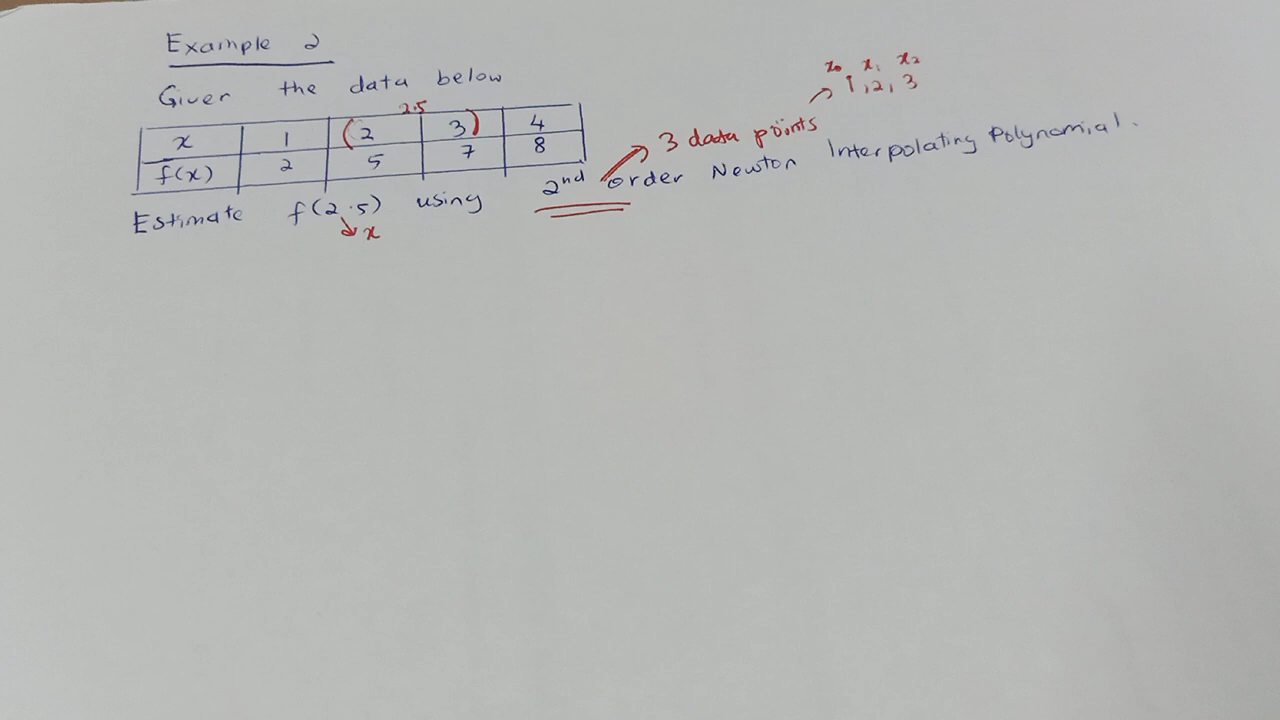 Example 2
x₀ x₁ x₂
1, 2, 3
Given the data below
2.5
x 1 (2 3) 4
f(x) 2 5 7 8
3 data points
Estimate f(2.5) using 2nd order Newton Interpolating Polynomial.
x